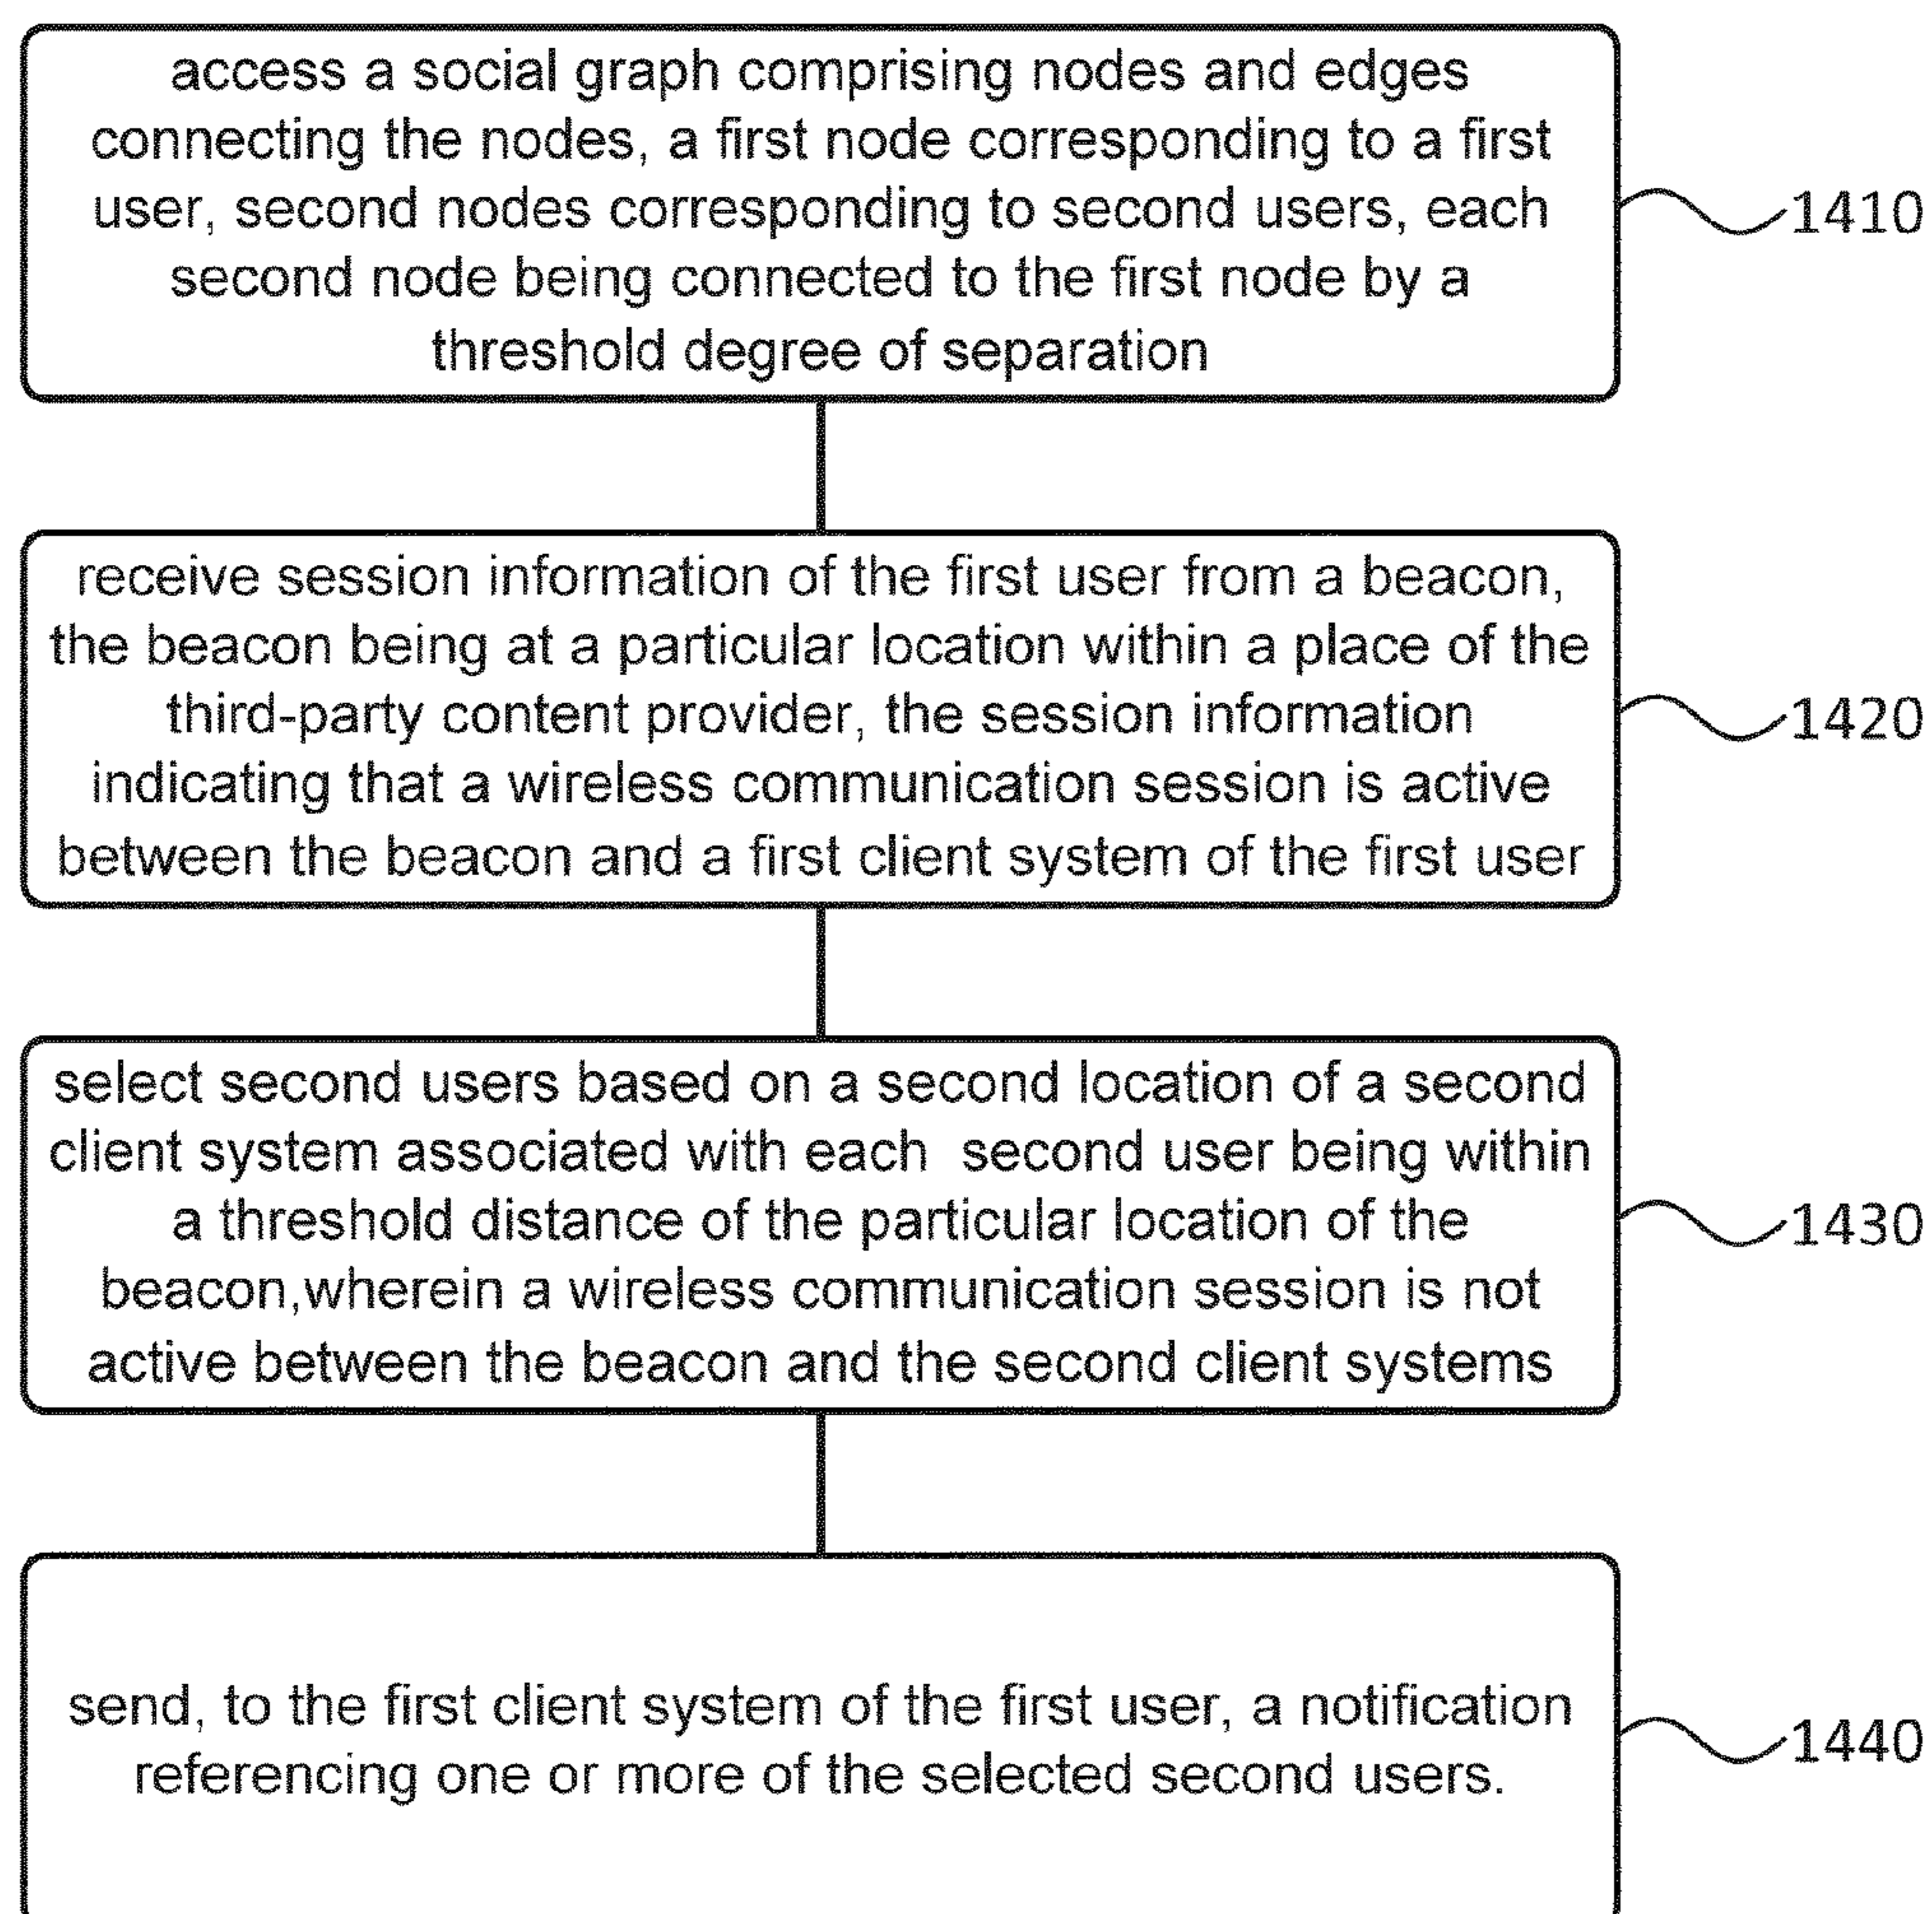 access a social graph comprising nodes and edges
connecting the nodes, a first node corresponding to a first
user, second nodes corresponding to second users, each
second node being connected to the first node by a
threshold degree of separation
1410
receive session information of the first user from a beacon,
the beacon being at a particular location within a place of the
third-party content provider, the session information
indicating that a wireless communication session is active
between the beacon and a first client system of the first user
1420
select second users based on a second location of a second
client system associated with each second user being within
a threshold distance of the particular location of the
beacon,wherein a wireless communication session is not
active between the beacon and the second client systems
1430
send, to the first client system of the first user, a notification
referencing one or more of the selected second users.
1440